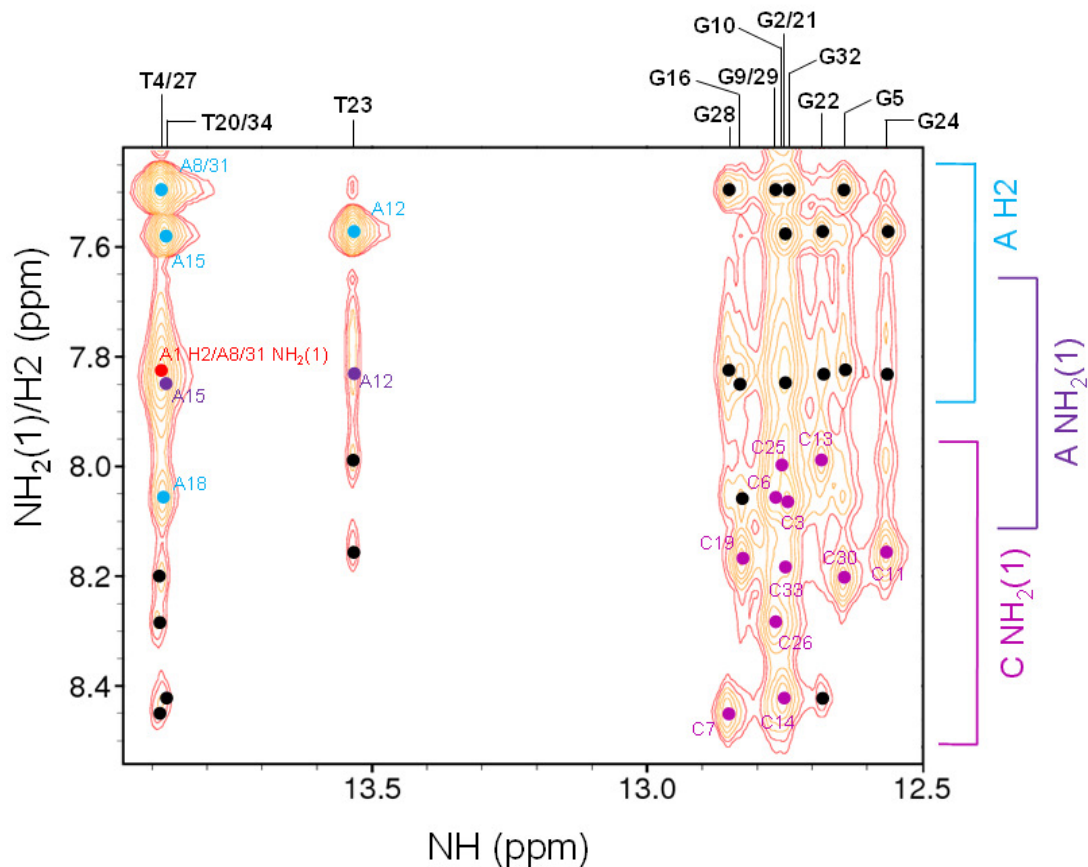 G2/21
G10
G32
T4/27
T23
G16
G9/29
G22
G5
T20/34
G28
G24
A8/31
A12
A15
7.6
A1 H2/A8/31 NH₂(1)
7.8
A15
A12
8.0
C25
C13
A18
C6
C3
C19
C30
C11
8.2
C33
C26
8.4
C7
C14
NH₂(1)/H2 (ppm)
A H2
A NH₂(1)
C NH₂(1)
13.5
13.0
12.5
NH (ppm)